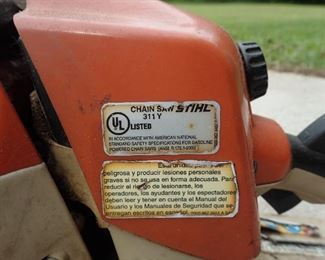 CHAIN SAW STIHL
311 Y
UL LISTED
IN ACCORDANCE WITH AMERICAN NATIONAL
STANDARD SAFETY SPECIFICATIONS FOR GASOLINE
POWERED CHAIN SAWS (ANSI B
peligrosa y producir lesiones personales
graves si no se usa en forma adecuada. Para
reducir el riesgo de lesionarse, los
operadores, los ayudantes y los espectadores
deben leer y tener en cuenta el Manual del
Usuario y los Manuales de Seguridad que se
entregan escritos en español.